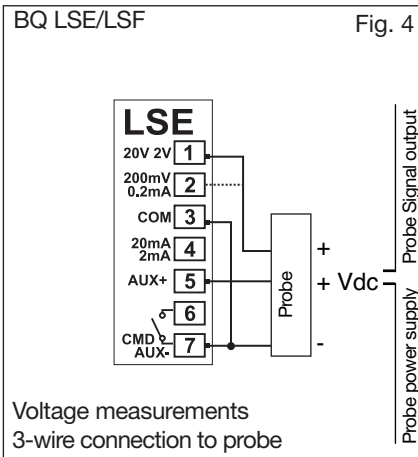 BQ LSE/LSF
Fig. 4
LSE
20V 2V 1
200mV
0.2mA 2
COM 3
20mA
2mA 4
AUX+ 5
6
CMD
AUX- 7
Probe
+
+ Vdc
-
Probe Signal output
Probe power supply
Voltage measurements
3-wire connection to probe